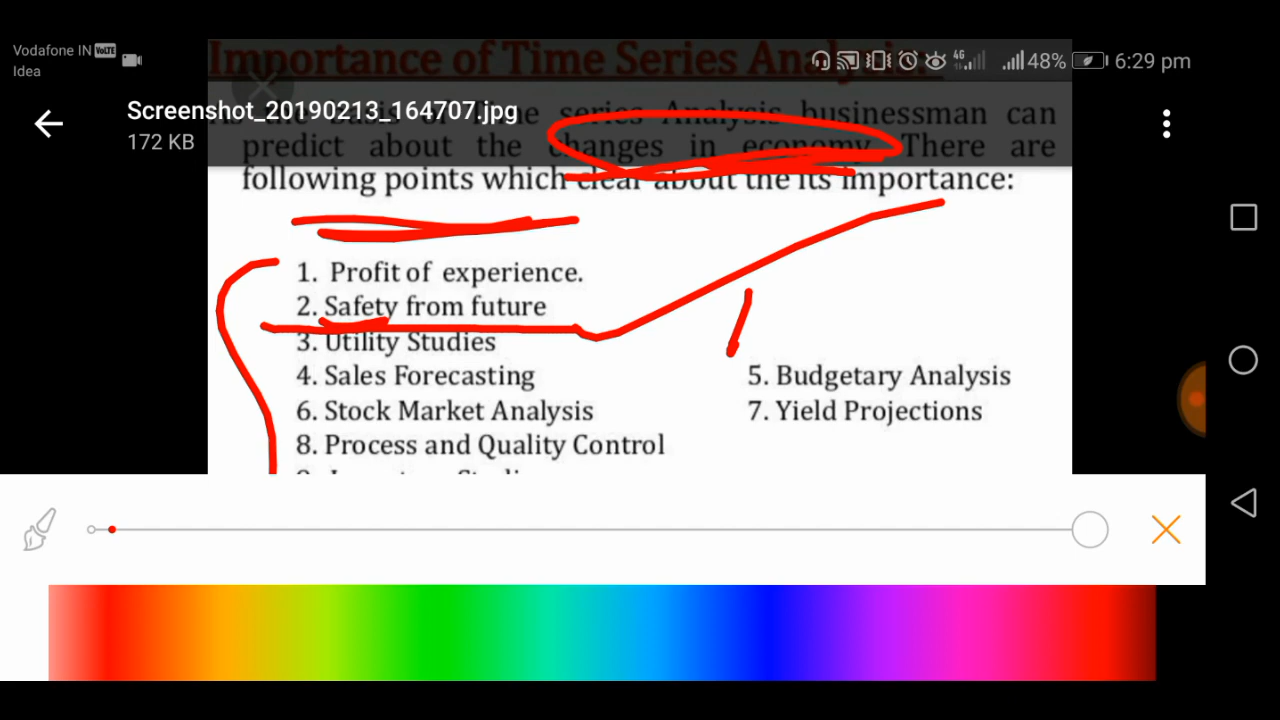 Vodafone IN VoLTE
Idea
48% 6:29 pm
4G
Importance of Time Series Analysis:
Screenshot_20190213_164707.jpg
172 KB
series Analysis businessman can
predict about the changes in economy. There are
following points which clear about the its importance:
1. Profit of experience.
2. Safety from future
3. Utility Studies
4. Sales Forecasting
5. Budgetary Analysis
6. Stock Market Analysis
7. Yield Projections
8. Process and Quality Control